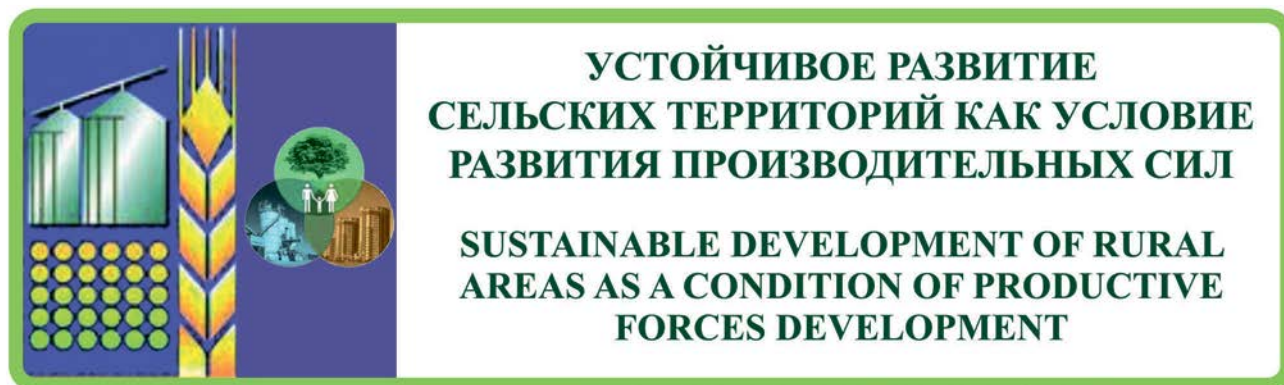 УСТОЙЧИВОЕ РАЗВИТИЕ
СЕЛЬСКИХ ТЕРРИТОРИЙ КАК УСЛОВИЕ
РАЗВИТИЯ ПРОИЗВОДИТЕЛЬНЫХ СИЛ
SUSTAINABLE DEVELOPMENT OF RURAL
AREAS AS A CONDITION OF PRODUCTIVE
FORCES DEVELOPMENT